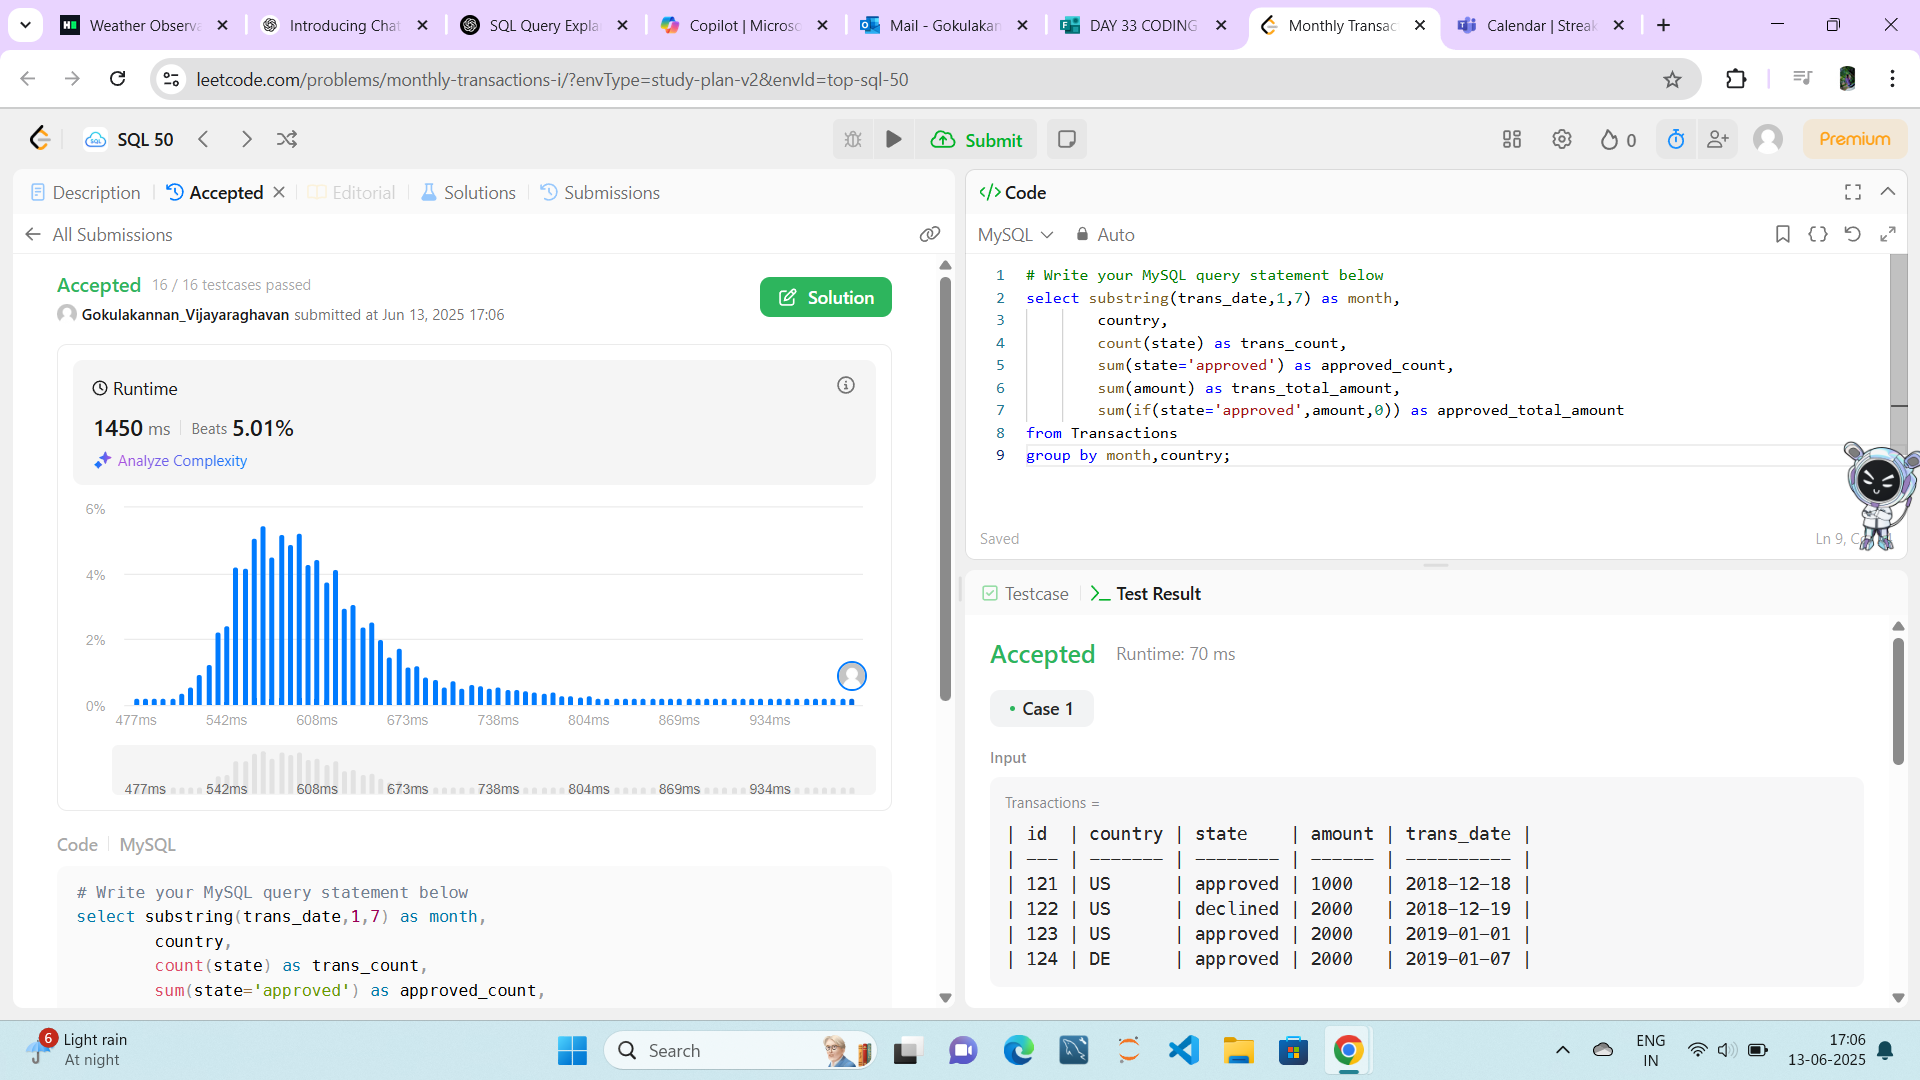 Weather Observa
Introducing Chat
SQL Query Expla
Copilot | Microsc
Mail - Gokulakan
DAY 33 CODING
Monthly Transac
Calendar | Streak
leetcode.com/problems/monthly-transactions-i/?envType=study-plan-v2&envId=top-sql-50
SQL 50
Submit
0
Premium
Description
Accepted
Editorial
Solutions
Submissions
All Submissions
Accepted 16 / 16 testcases passed
Gokulakannan_Vijayaraghavan submitted at Jun 13, 2025 17:06
Solution
Runtime
1450 ms Beats 5.01%
Analyze Complexity
6%
4%
2%
0%
477ms 542ms 608ms 673ms 738ms 804ms 869ms 934ms
477ms 542ms 608ms 673ms 738ms 804ms 869ms 934ms
Code MySQL
# Write your MySQL query statement below
select substring(trans_date,1,7) as month,
country,
count(state) as trans_count,
sum(state='approved') as approved_count,
</> Code
MySQL Auto
1 # Write your MySQL query statement below
2 select substring(trans_date,1,7) as month,
3 country,
4 count(state) as trans_count,
5 sum(state='approved') as approved_count,
6 sum(amount) as trans_total_amount,
7 sum(if(state='approved',amount,0)) as approved_total_amount
8 from Transactions
9 group by month,country;
Saved
Ln 9,
Testcase
Test Result
Accepted Runtime: 70 ms
• Case 1
Input
Transactions =
| id | country | state | amount | trans_date |
| --- | ------- | -------- | ------ | ---------- |
| 121 | US | approved | 1000 | 2018-12-18 |
| 122 | US | declined | 2000 | 2018-12-19 |
| 123 | US | approved | 2000 | 2019-01-01 |
| 124 | DE | approved | 2000 | 2019-01-07 |
6
Light rain
At night
Search
ENG
IN
17:06
13-06-2025